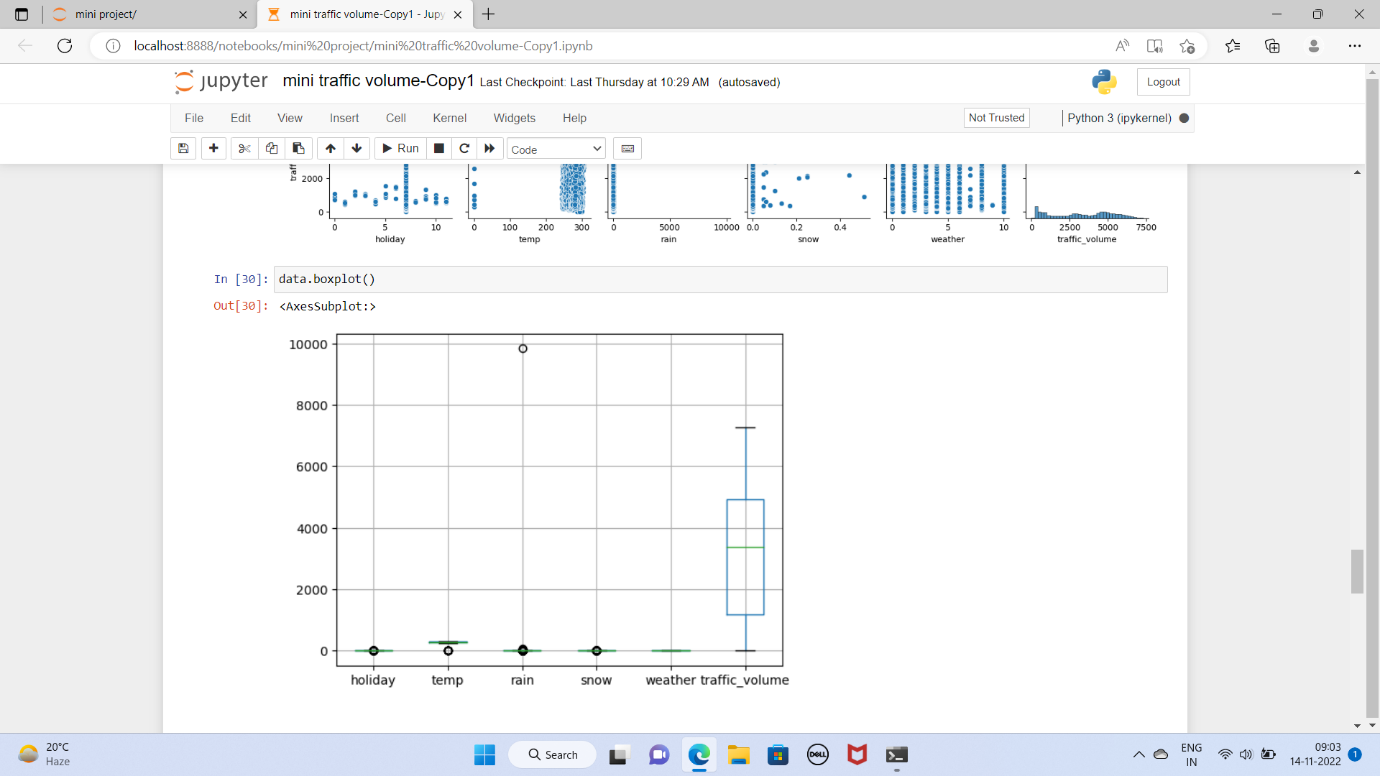 mini project/
mini traffic volume-Copy1 - Jupy
localhost:8888/notebooks/mini%20project/mini%20traffic%20volume-Copy1.ipynb
jupyter mini traffic volume-Copy1 Last Checkpoint: Last Thursday at 10:29 AM (autosaved)
Logout
File Edit View Insert Cell Kernel Widgets Help
Not Trusted
Python 3 (ipykernel)
Run
Code
traff
2000
0
0 5 10
holiday
0 100 200 300
temp
0 5000 10000
rain
0.0 0.2 0.4
snow
0 5 10
weather
0 2500 5000 7500
traffic_volume
In [30]: data.boxplot()
Out[30]: <AxesSubplot:>
10000
8000
6000
4000
2000
0
holiday temp rain snow weather traffic_volume
20°C
Haze
Search
DELL
ENG
IN
09:03
14-11-2022
1